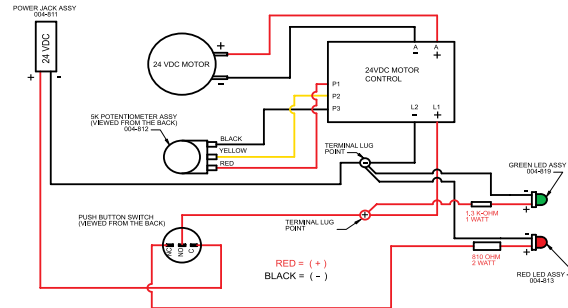 POWER JACK ASSY
004-811
24 VDC
+
-
24 VDC MOTOR
+
-
A
-
A
+
24VDC MOTOR
CONTROL
P1
P2
P3
L2
-
L1
+
5K POTENTIOMETER ASSY
(VIEWED FROM THE BACK)
004-812
BLACK
YELLOW
RED
TERMINAL LUG
POINT
-
GREEN LED ASSY
004-819
-
+
1.3 K-OHM
1 WATT
PUSH BUTTON SWITCH
(VIEWED FROM THE BACK)
NC
NO
C
+
TERMINAL LUG
POINT
RED = ( + )
BLACK = ( - )
-
+
810 OHM
2 WATT
RED LED ASSY
004-813